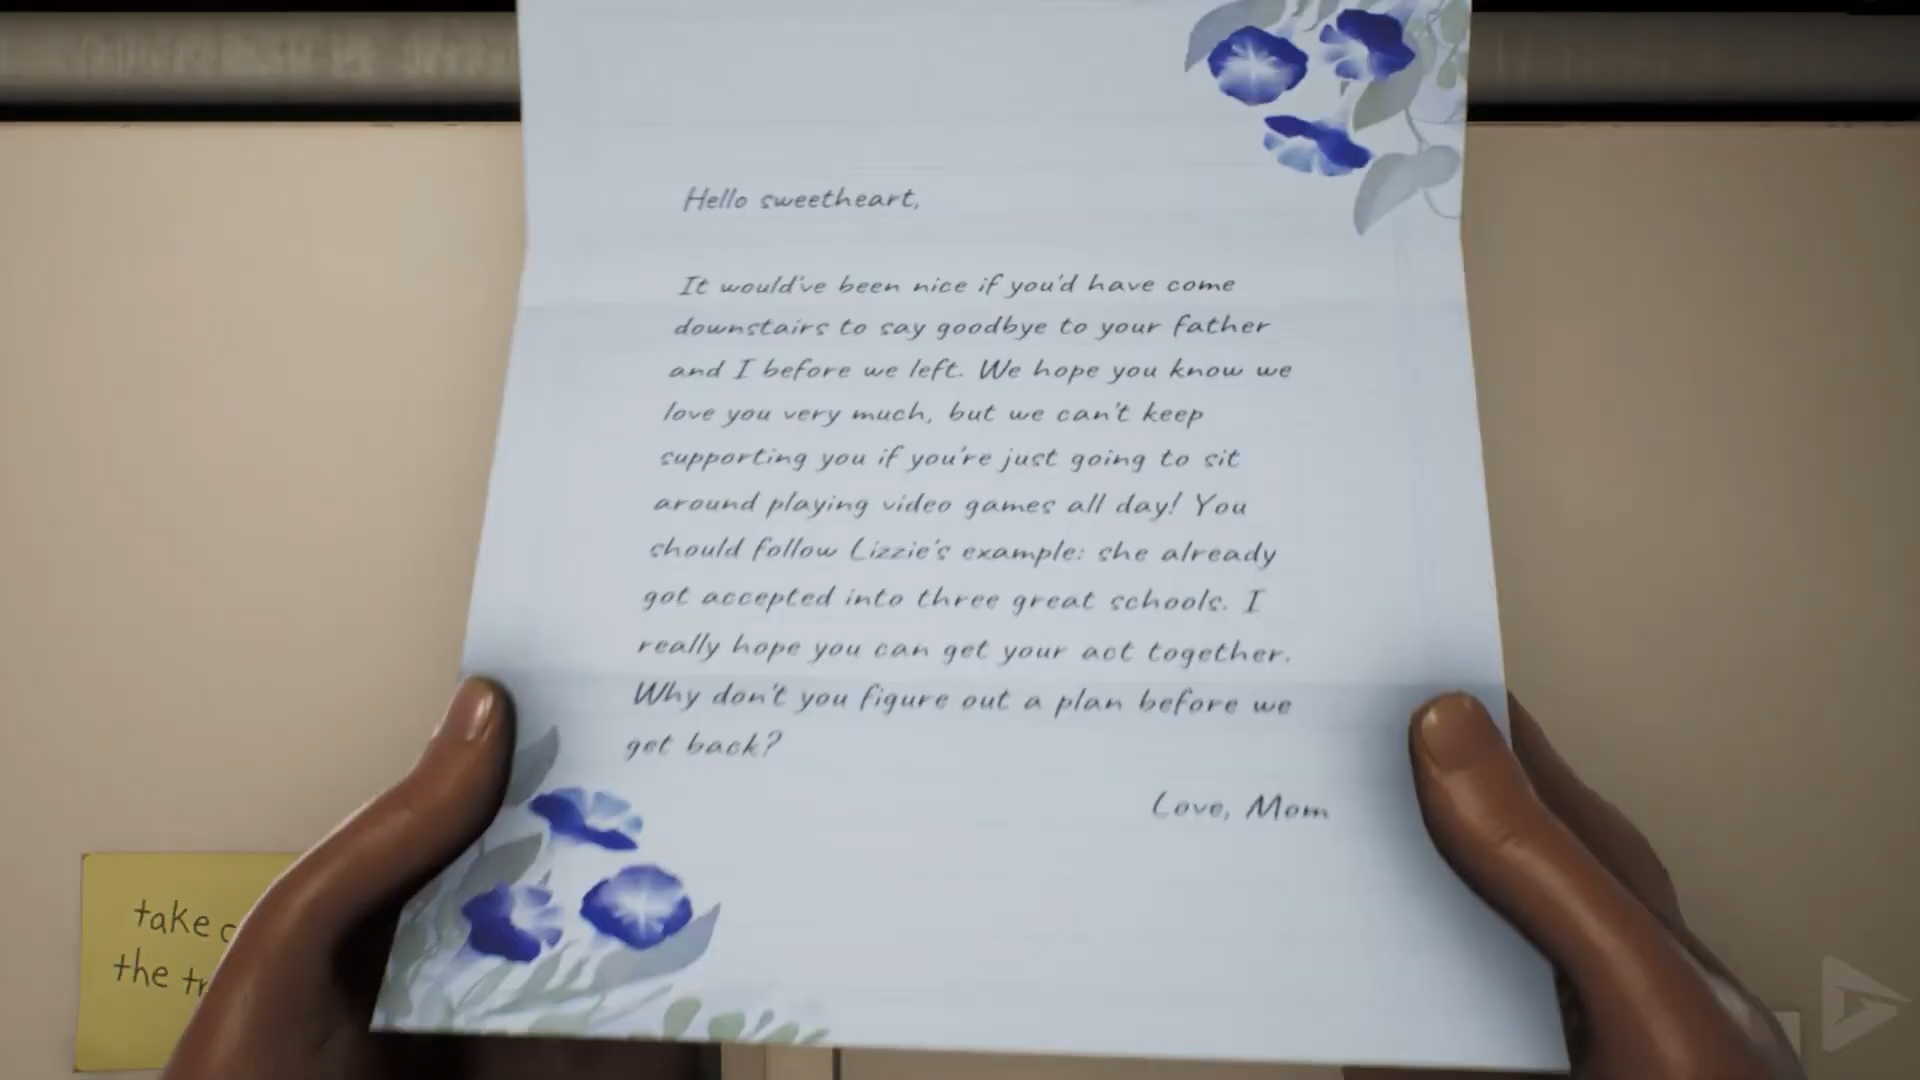 Hello sweetheart,
It would've been nice if you'd have come
downstairs to say goodbye to your father
and I before we left. We hope you know we
love you very much, but we can't keep
supporting you if you're just going to sit
around playing video games all day! You
should follow Lizzie's example: she already
got accepted into three great schools. I
really hope you can get your act together.
Why don't you figure out a plan before we
get back?
Love, Mom
take
the